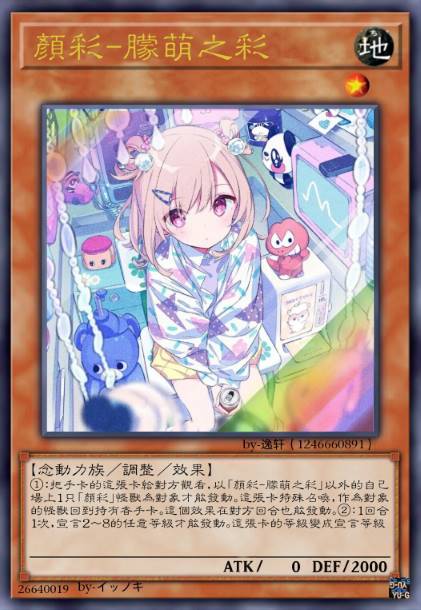 顏彩-朦萌之彩
地
by-逸轩（1246660891）
【念動力族／調整／效果】
①：把手卡的這張卡給對方觀看，以「顏彩-朦萌之彩」以外的自己
場上1只「顏彩」怪獸為對象才能發動。這張卡特殊召喚，作為對象
的怪獸回到持有者手卡。這個效果在對方回合也能發動。②：1回合
1次，宣言2～8的任意等級才能發動。這張卡的等級變成宣言等級
ATK/ 0 DEF/2000
26640019 by-イッノキ